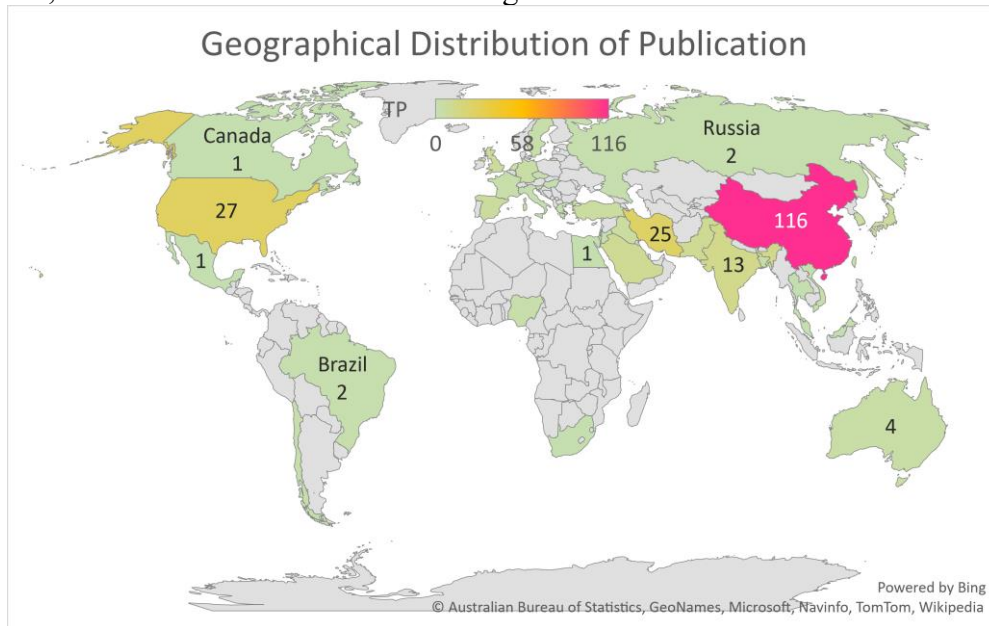 Geographical Distribution of Publication
TP
0 58 116
Canada
1
Russia
2
27
116
25
1
1
13
Brazil
2
4
Powered by Bing
© Australian Bureau of Statistics, GeoNames, Microsoft, Navinfo, TomTom, Wikipedia